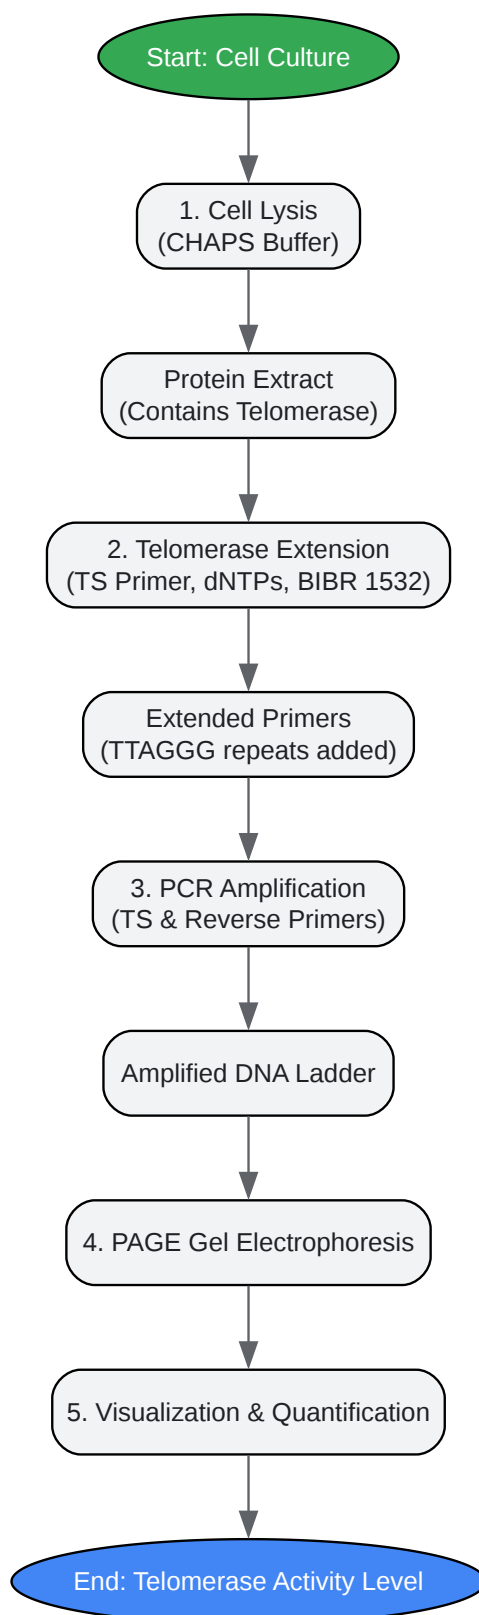 Start: Cell Culture
1. Cell Lysis
(CHAPS Buffer)
Protein Extract
(Contains Telomerase)
2. Telomerase Extension
(TS Primer, dNTPs, BIBR 1532)
Extended Primers
(TTAGGG repeats added)
3. PCR Amplification
(TS & Reverse Primers)
Amplified DNA Ladder
4. PAGE Gel Electrophoresis
5. Visualization & Quantification
End: Telomerase Activity Level